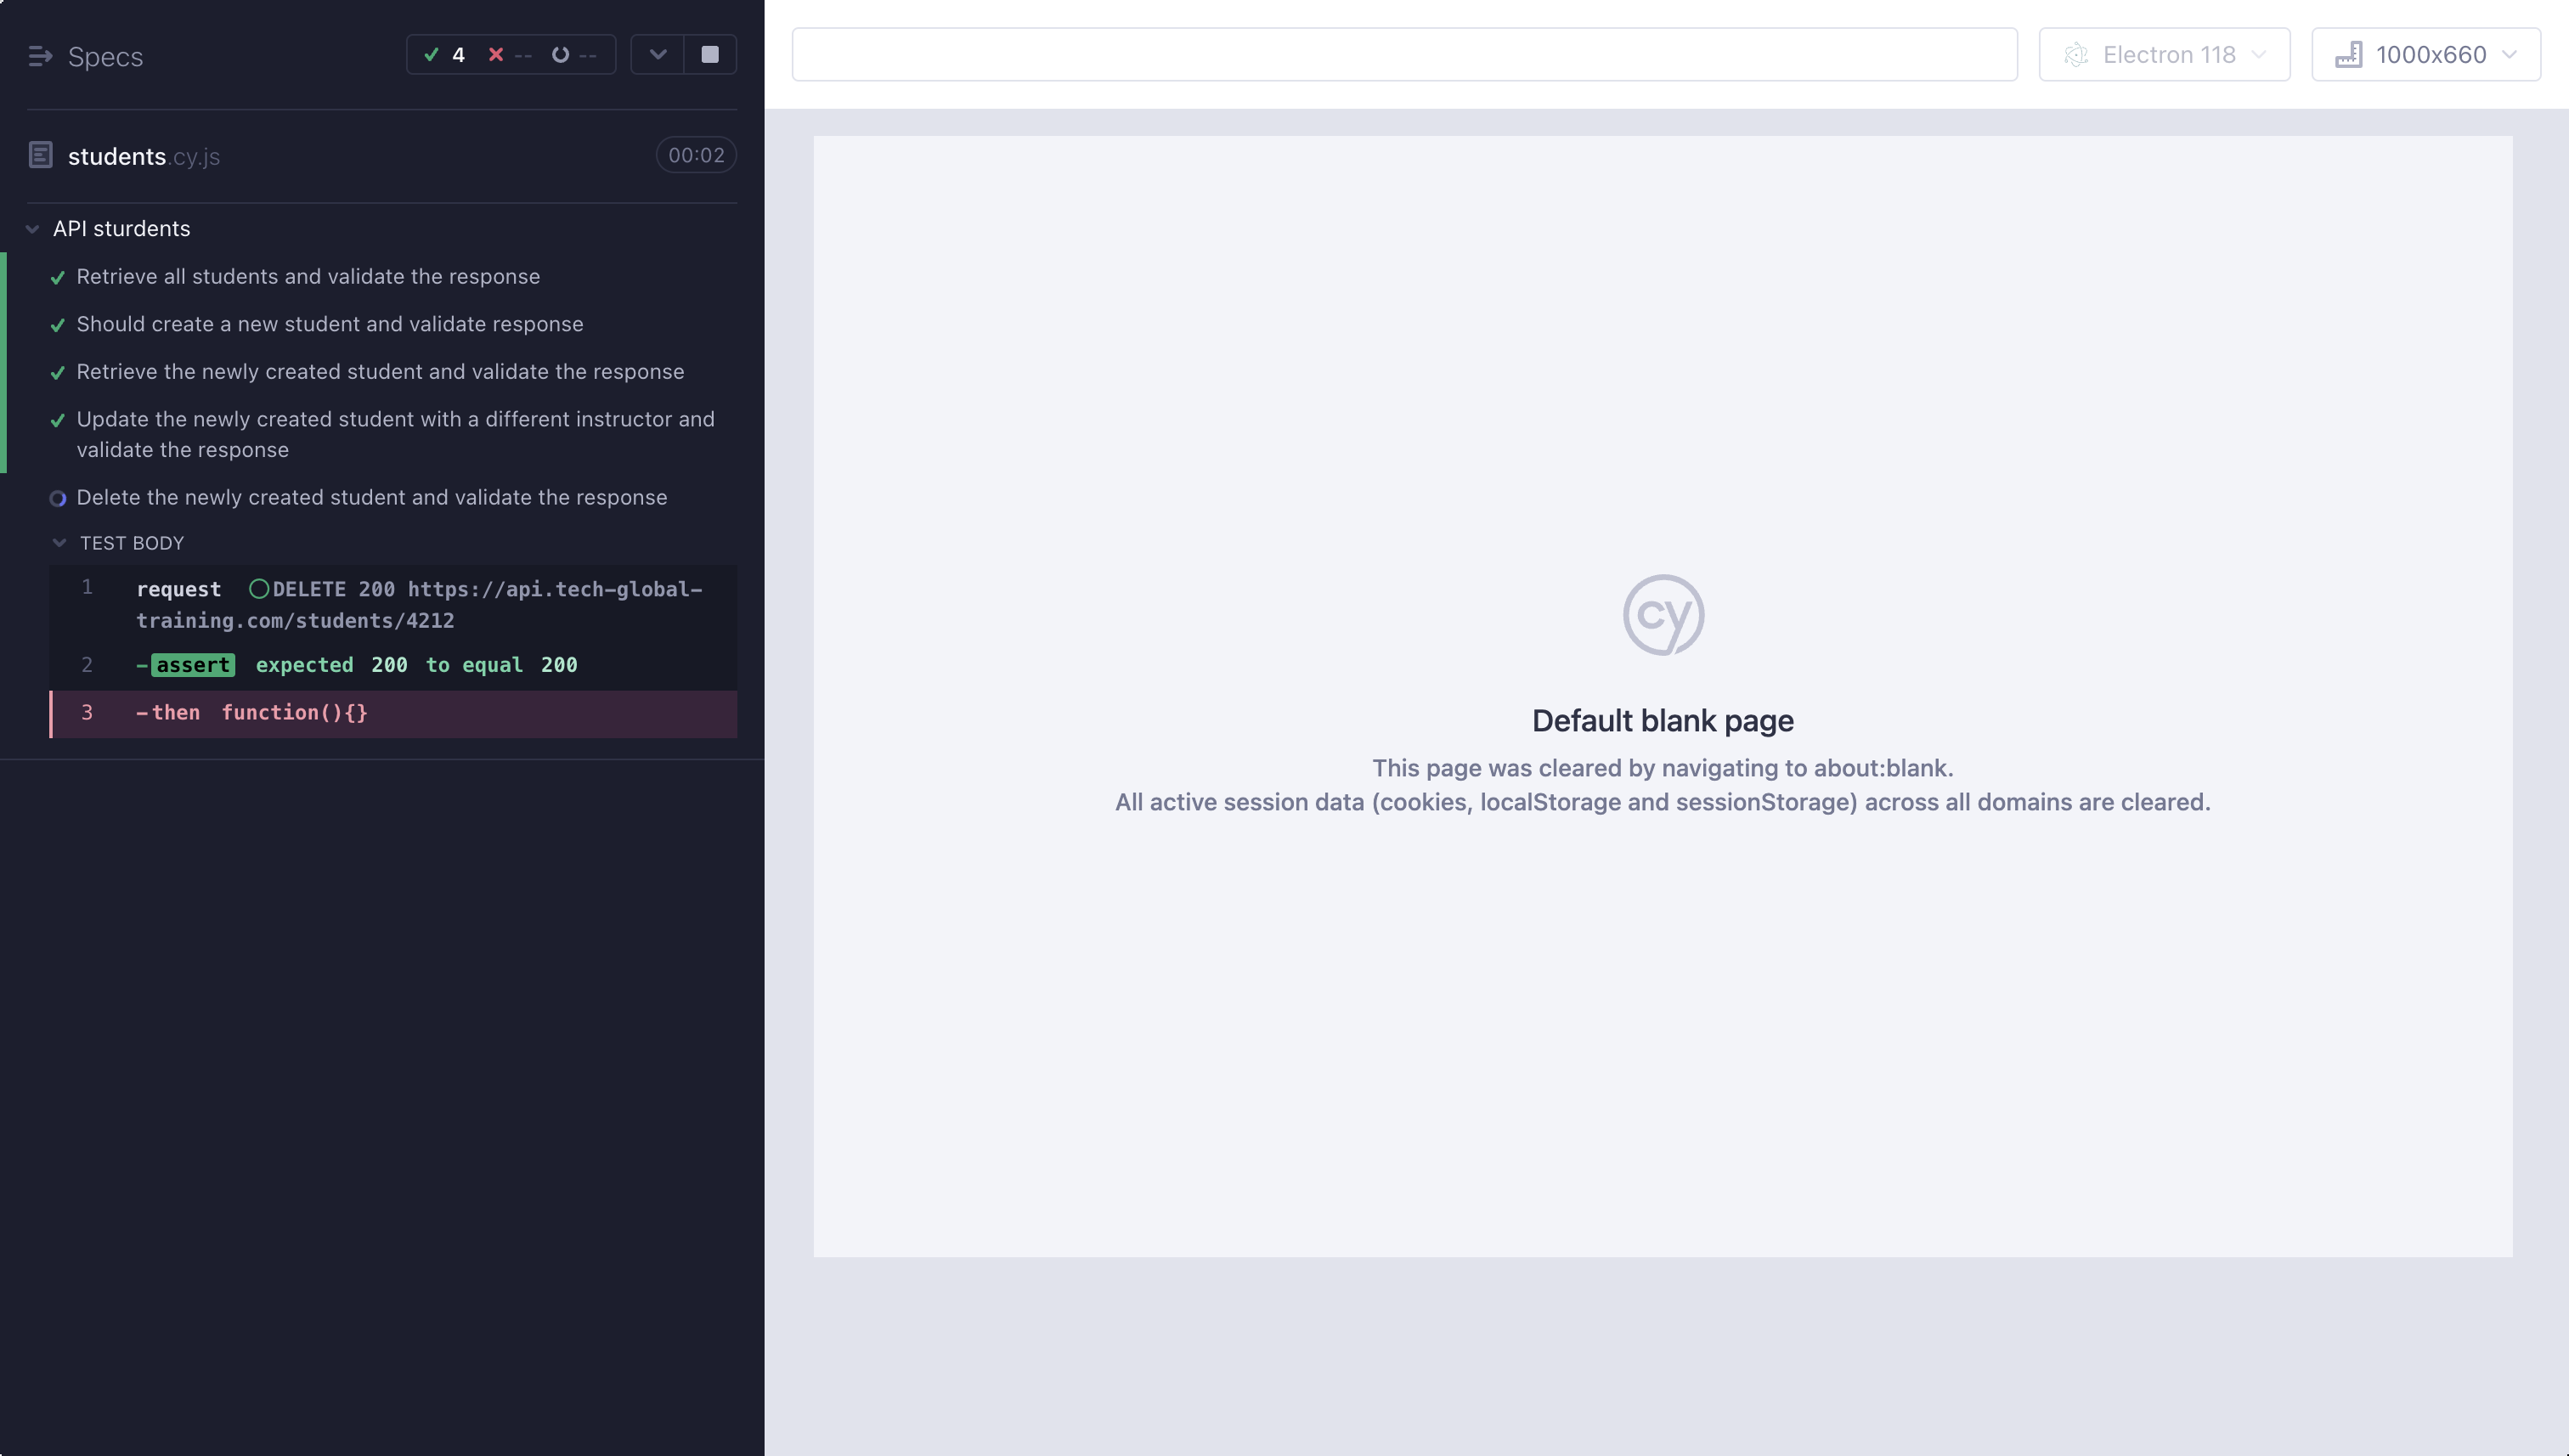 Specs
4 -- --
students.cy.js
00:02
API sturdents
Retrieve all students and validate the response
Should create a new student and validate response
Retrieve the newly created student and validate the response
Update the newly created student with a different instructor and
validate the response
Delete the newly created student and validate the response
TEST BODY
1 request DELETE 200 https://api.tech-global-
training.com/students/4212
2 -assert expected 200 to equal 200
3 -then function(){}
Electron 118
1000x660
cy
Default blank page
This page was cleared by navigating to about:blank.
All active session data (cookies, localStorage and sessionStorage) across all domains are cleared.